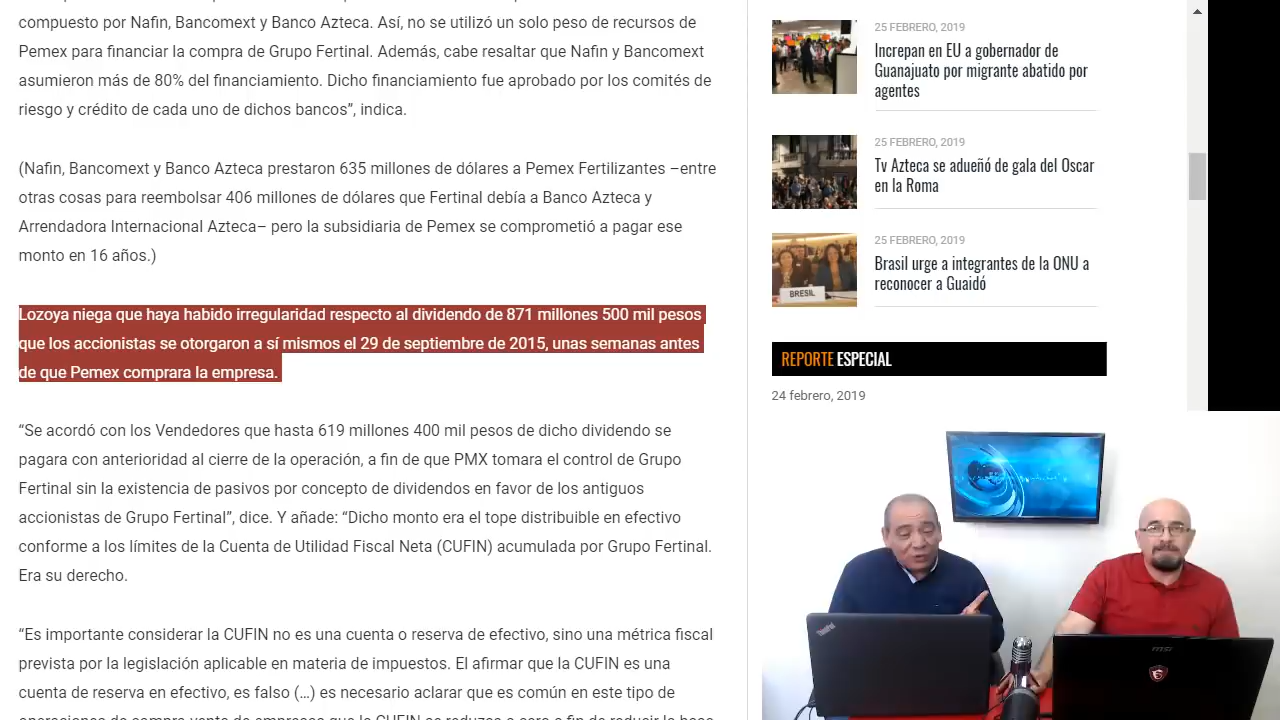 compuesto por Nafin, Bancomext y Banco Azteca. Así, no se utilizó un solo peso de recursos de
Pemex para financiar la compra de Grupo Fertinal. Además, cabe resaltar que Nafin y Bancomext
asumieron más de 80% del financiamiento. Dicho financiamiento fue aprobado por los comités de
riesgo y crédito de cada uno de dichos bancos”, indica.
(Nafin, Bancomext y Banco Azteca prestaron 635 millones de dólares a Pemex Fertilizantes –entre
otras cosas para reembolsar 406 millones de dólares que Fertinal debía a Banco Azteca y
Arrendadora Internacional Azteca– pero la subsidiaria de Pemex se comprometió a pagar ese
monto en 16 años.)
Lozoya niega que haya habido irregularidad respecto al dividendo de 871 millones 500 mil pesos
que los accionistas se otorgaron a sí mismos el 29 de septiembre de 2015, unas semanas antes
de que Pemex comprara la empresa.
“Se acordó con los Vendedores que hasta 619 millones 400 mil pesos de dicho dividendo se
pagara con anterioridad al cierre de la operación, a fin de que PMX tomara el control de Grupo
Fertinal sin la existencia de pasivos por concepto de dividendos en favor de los antiguos
accionistas de Grupo Fertinal”, dice. Y añade: “Dicho monto era el tope distribuible en efectivo
conforme a los límites de la Cuenta de Utilidad Fiscal Neta (CUFIN) acumulada por Grupo Fertinal.
Era su derecho.
“Es importante considerar la CUFIN no es una cuenta o reserva de efectivo, sino una métrica fiscal
prevista por la legislación aplicable en materia de impuestos. El afirmar que la CUFIN es una
cuenta de reserva en efectivo, es falso (…) es necesario aclarar que es común en este tipo de
25 FEBRERO, 2019
Increpan en EU a gobernador de
Guanajuato por migrante abatido por
agentes
25 FEBRERO, 2019
Tv Azteca se adueñó de gala del Oscar
en la Roma
25 FEBRERO, 2019
Brasil urge a integrantes de la ONU a
reconocer a Guaidó
BRESIL
REPORTE ESPECIAL
24 febrero, 2019
ThinkPad
msi